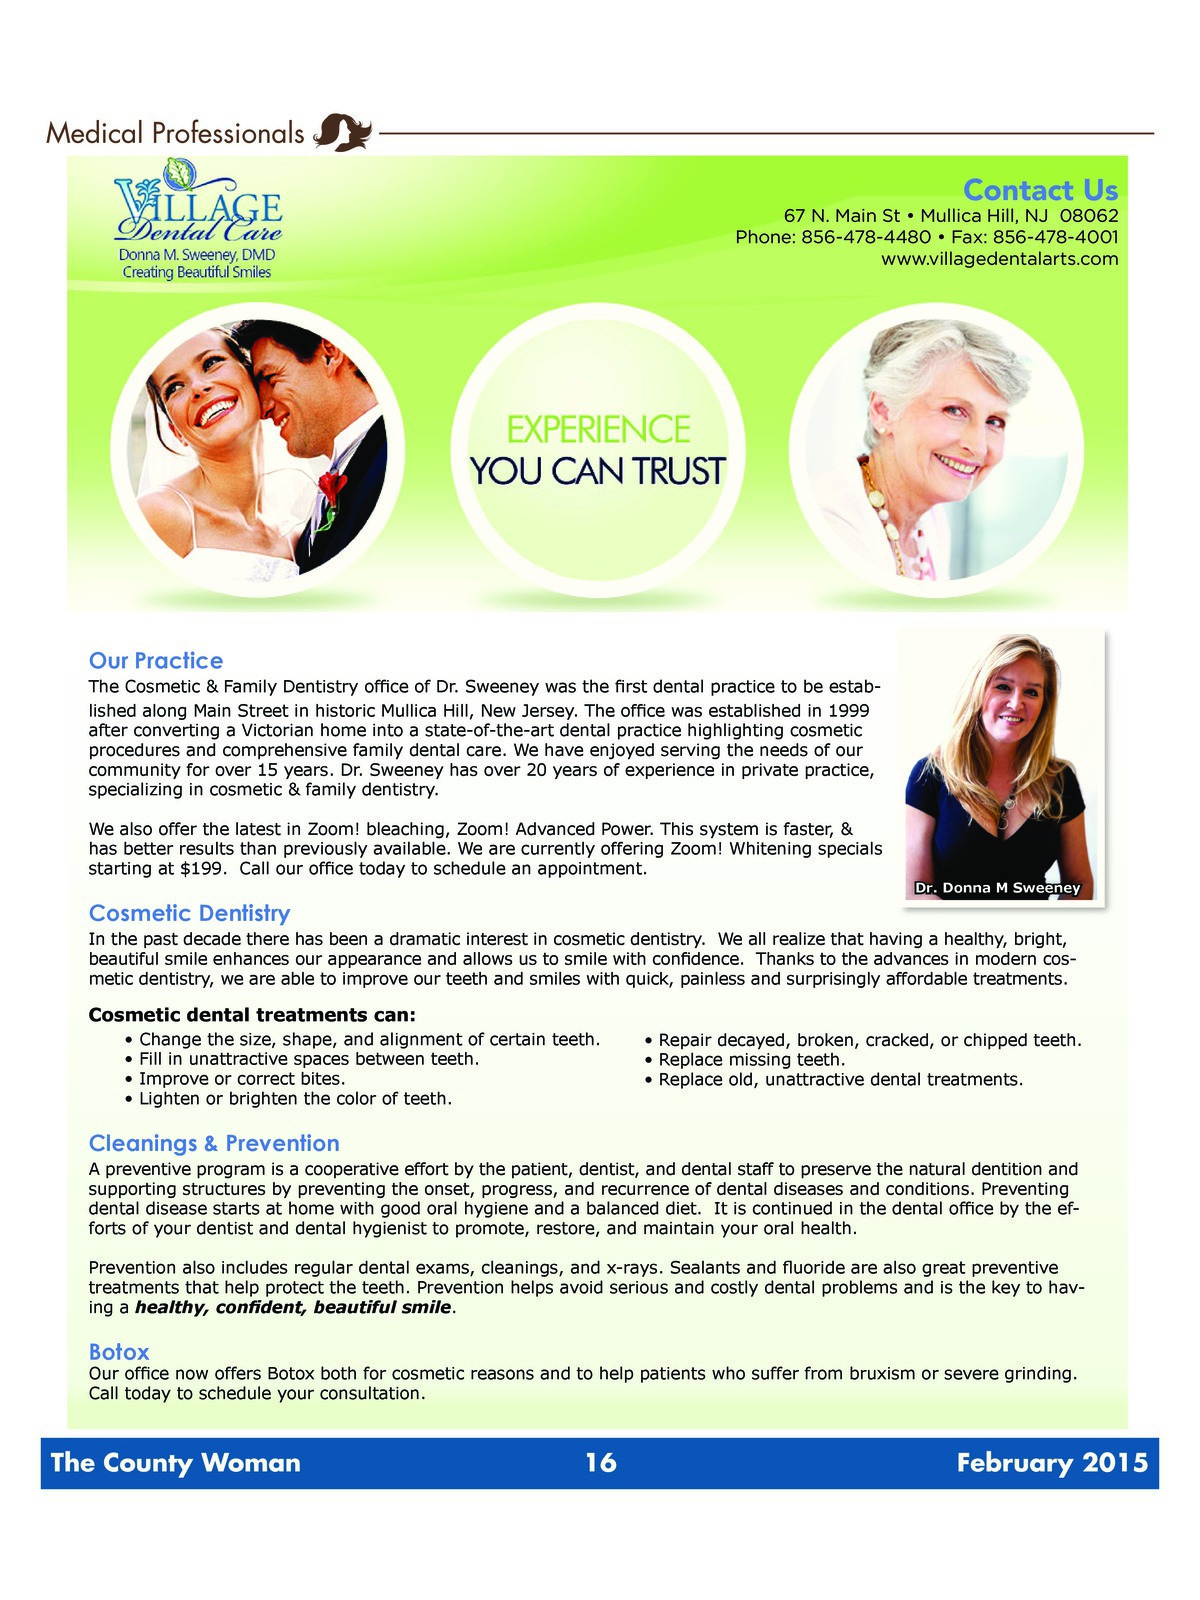 Medical Professionals
VILLAGE
Dental Care
Donna M. Sweeney, DMD
Creating Beautiful Smiles
Contact Us
67 N. Main St • Mullica Hill, NJ  08062
Phone: 856-478-4480 • Fax: 856-478-4001
www.villagedentalarts.com
EXPERIENCE
YOU CAN TRUST
Our Practice
The Cosmetic & Family Dentistry office of Dr. Sweeney was the first dental practice to be estab-
lished along Main Street in historic Mullica Hill, New Jersey. The office was established in 1999
after converting a Victorian home into a state-of-the-art dental practice highlighting cosmetic
procedures and comprehensive family dental care. We have enjoyed serving the needs of our
community for over 15 years. Dr. Sweeney has over 20 years of experience in private practice,
specializing in cosmetic & family dentistry.
We also offer the latest in Zoom! bleaching, Zoom! Advanced Power. This system is faster, &
has better results than previously available. We are currently offering Zoom! Whitening specials
starting at $199.  Call our office today to schedule an appointment.
Dr. Donna M Sweeney
Cosmetic Dentistry
In the past decade there has been a dramatic interest in cosmetic dentistry.  We all realize that having a healthy, bright,
beautiful smile enhances our appearance and allows us to smile with confidence.  Thanks to the advances in modern cos-
metic dentistry, we are able to improve our teeth and smiles with quick, painless and surprisingly affordable treatments.
Cosmetic dental treatments can:
• Change the size, shape, and alignment of certain teeth.
• Fill in unattractive spaces between teeth.
• Improve or correct bites.
• Lighten or brighten the color of teeth.
• Repair decayed, broken, cracked, or chipped teeth.
• Replace missing teeth.
• Replace old, unattractive dental treatments.
Cleanings & Prevention
A preventive program is a cooperative effort by the patient, dentist, and dental staff to preserve the natural dentition and
supporting structures by preventing the onset, progress, and recurrence of dental diseases and conditions. Preventing
dental disease starts at home with good oral hygiene and a balanced diet.  It is continued in the dental office by the ef-
forts of your dentist and dental hygienist to promote, restore, and maintain your oral health.
Prevention also includes regular dental exams, cleanings, and x-rays. Sealants and fluoride are also great preventive
treatments that help protect the teeth. Prevention helps avoid serious and costly dental problems and is the key to hav-
ing a healthy, confident, beautiful smile.
Botox
Our office now offers Botox both for cosmetic reasons and to help patients who suffer from bruxism or severe grinding.
Call today to schedule your consultation.
The County Woman
16
February 2015